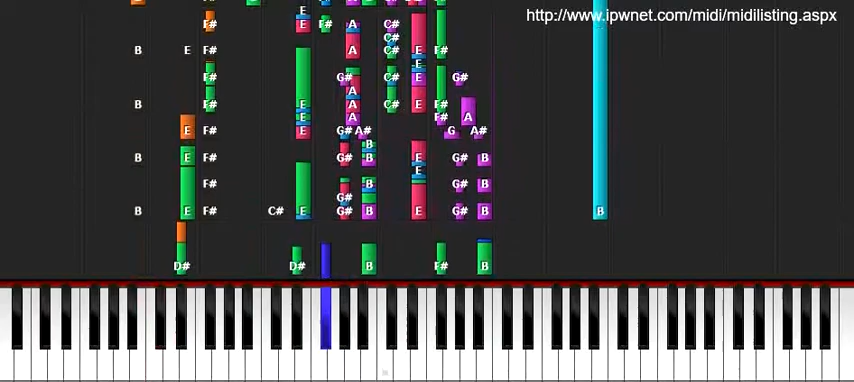 http://www.ipwnet.com/midi/midilisting.aspx
E
F# E F# A C#
C#
B E F# A C# E F#
E
F# G# C# E G#
A
B F# E A C# E F#
E A F# A
E F# E G# A# G A#
B
B E F# G# B E G# B
E
F# B B
G#
B E F# C# E G# B E G# B B
D# D# B F# B